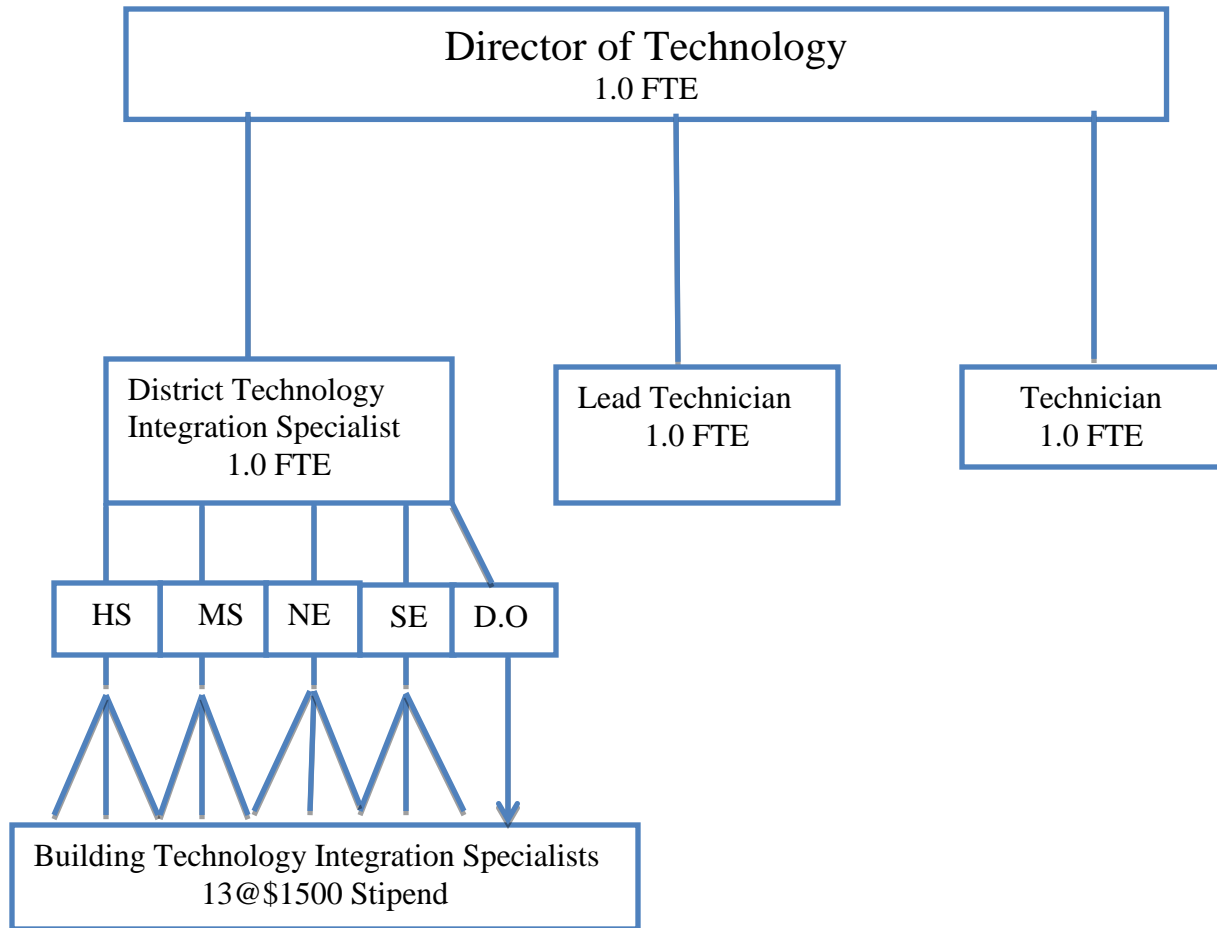 Director of Technology
1.0 FTE
District Technology
Integration Specialist
1.0 FTE
Lead Technician
1.0 FTE
Technician
1.0 FTE
HS
MS
NE
SE
D.O
Building Technology Integration Specialists
13@$1500 Stipend